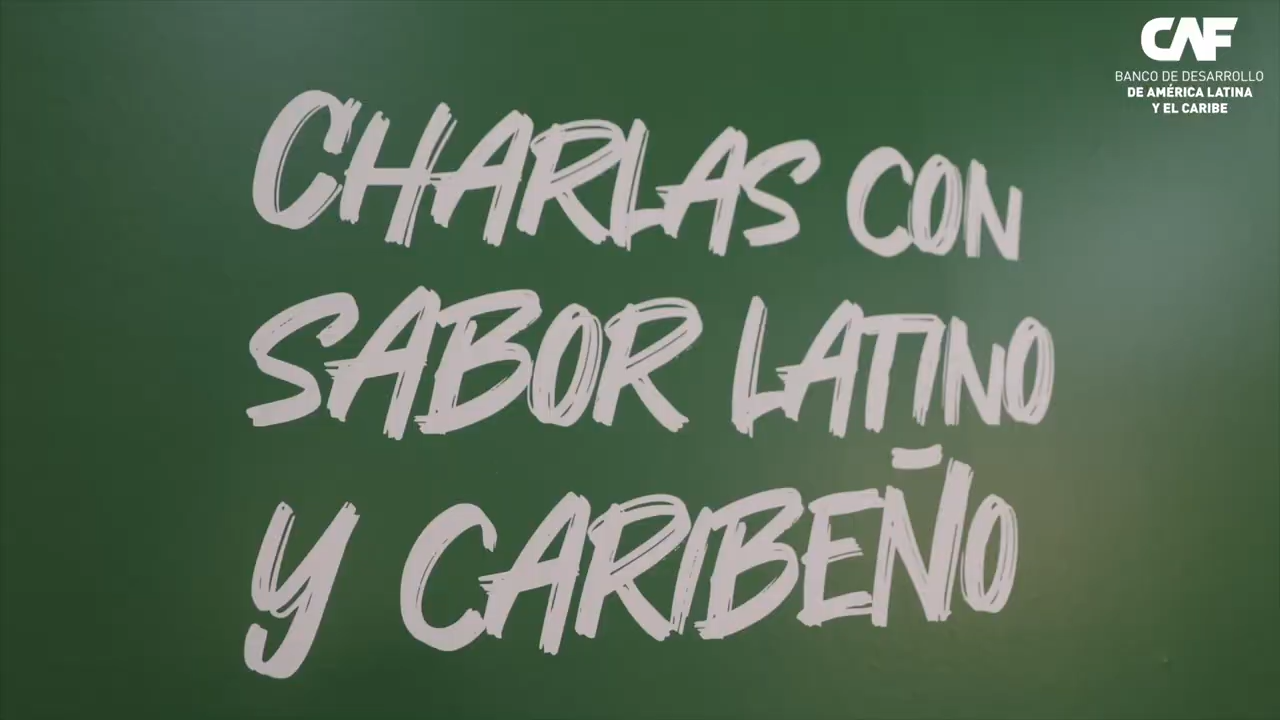 CAF
BANCO DE DESARROLLO
DE AMÉRICA LATINA
Y EL CARIBE
CHARLAS CON
SABOR LATINO
Y CARIBEÑO